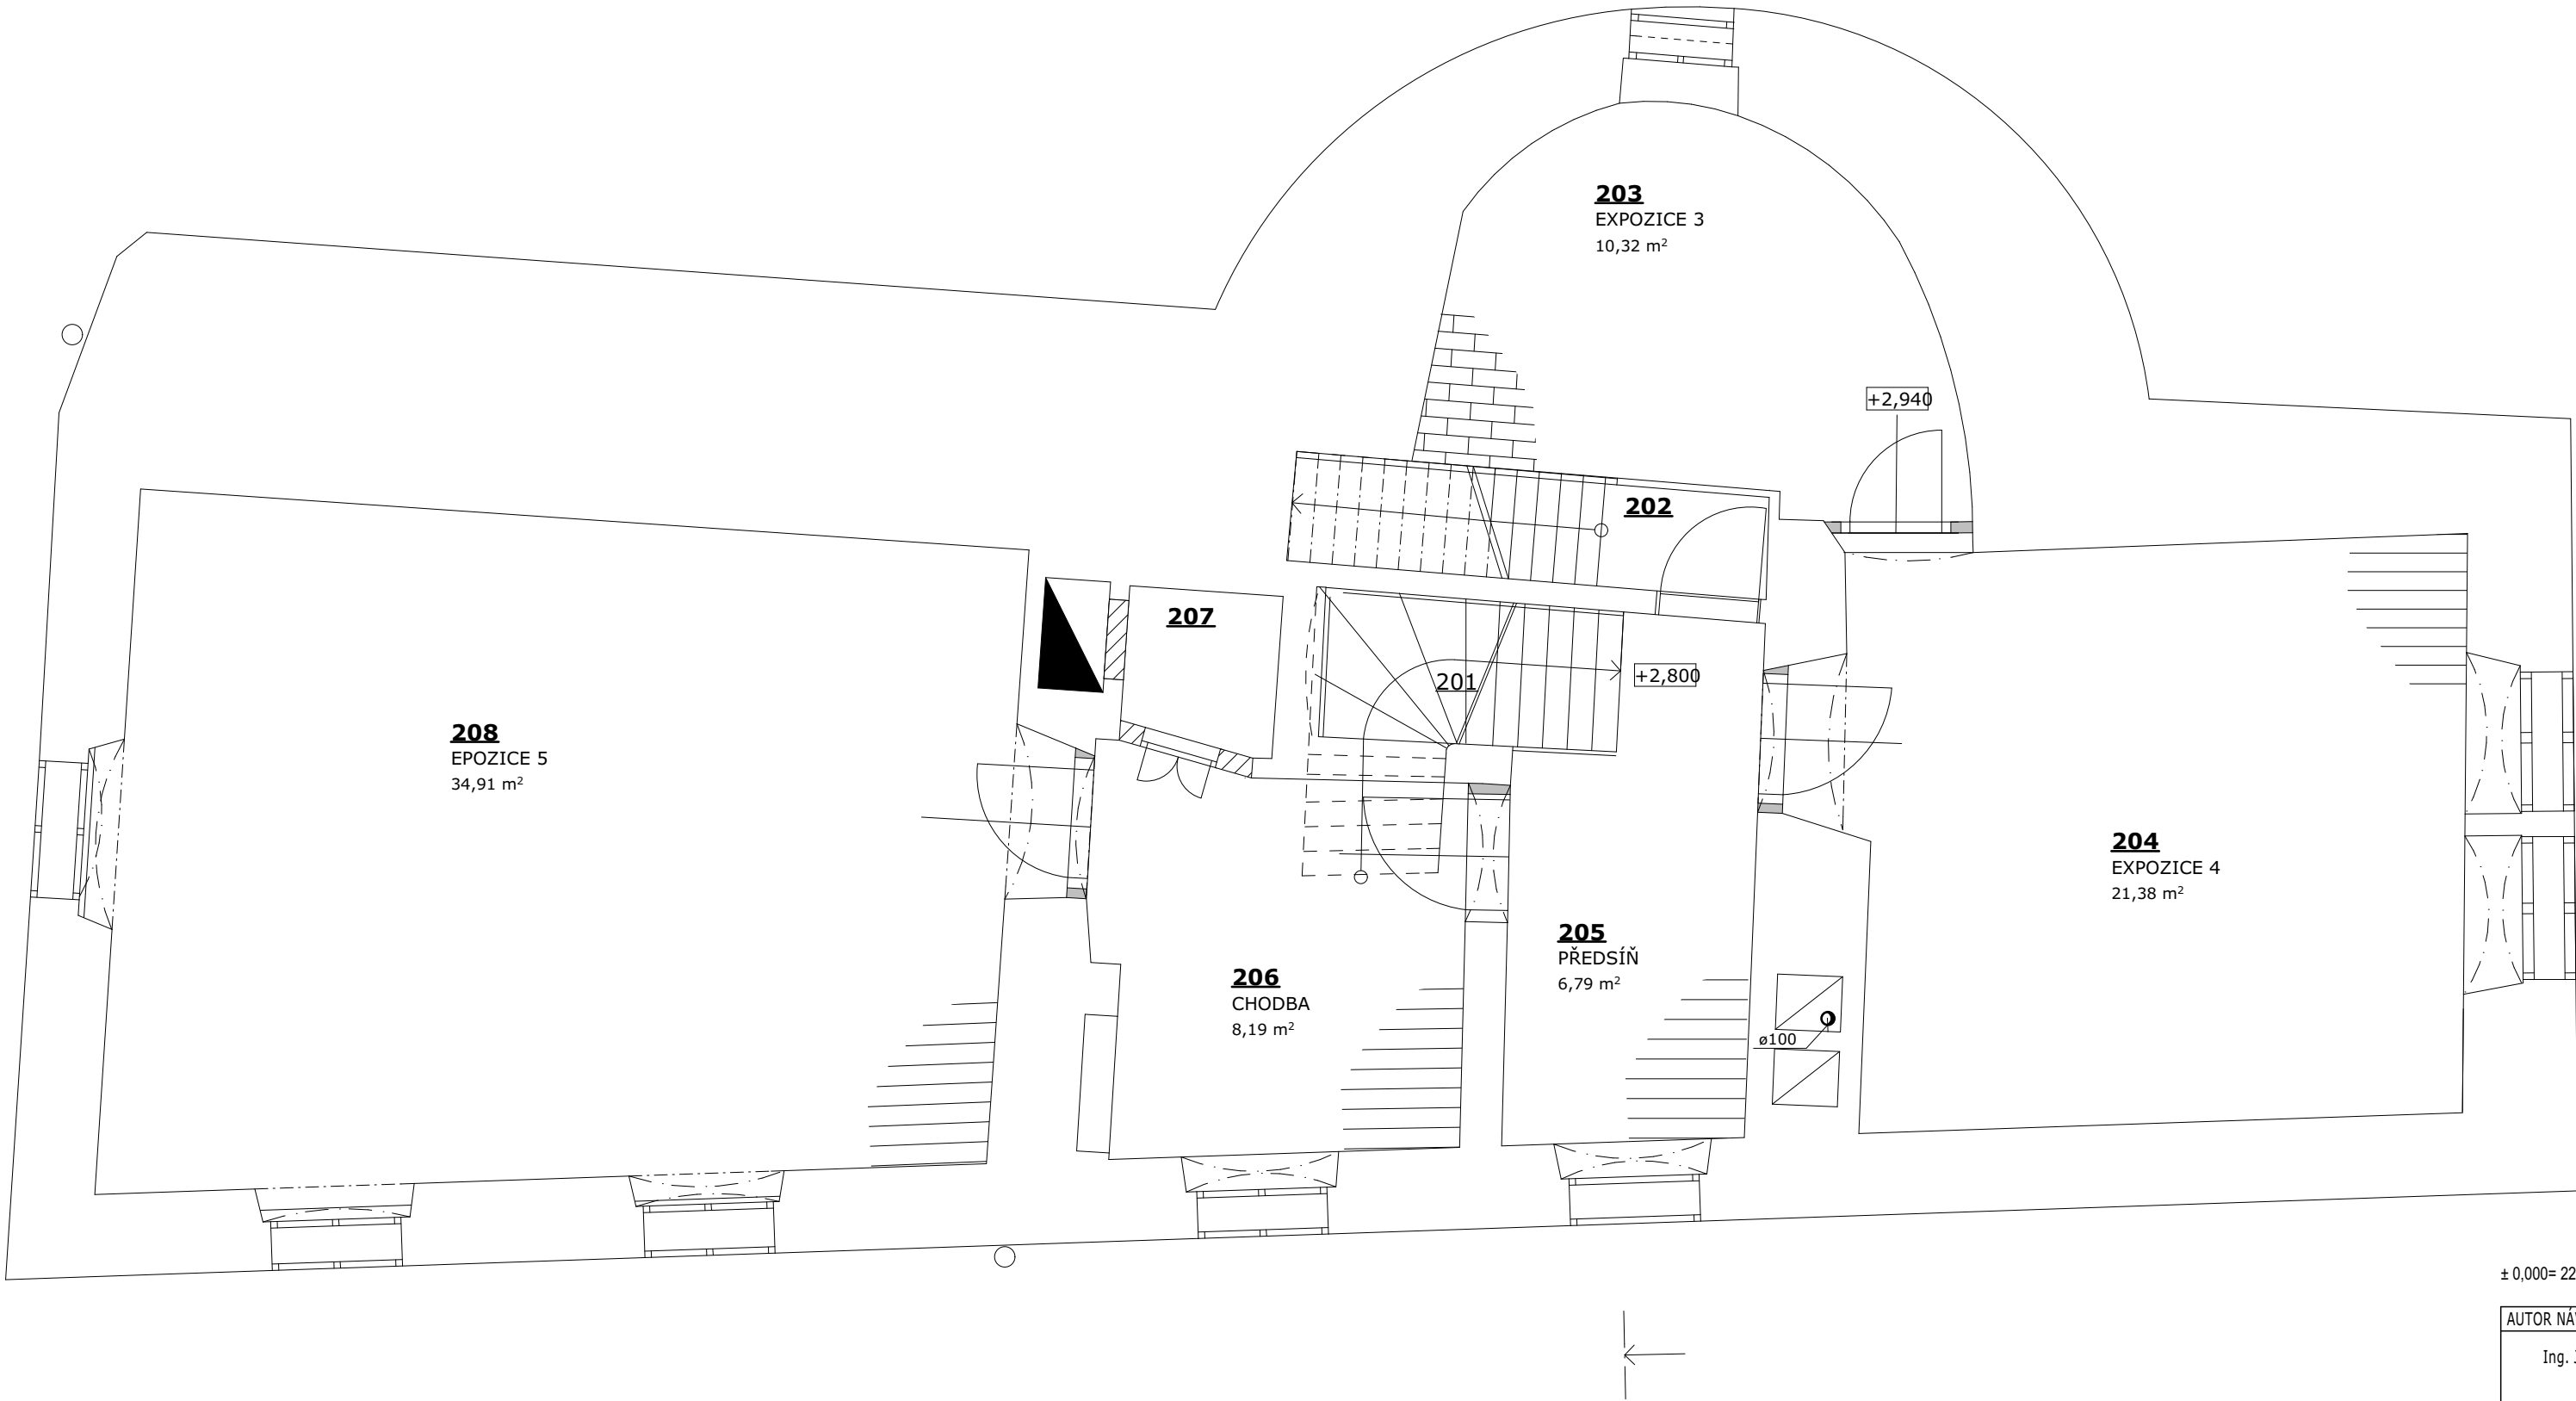 203
EXPOZICE 3
10,32 m²
+2,940
202
207
201
+2,800
208
EPOZICE 5
34,91 m²
204
EXPOZICE 4
21,38 m²
205
PŘEDSÍŇ
6,79 m²
206
CHODBA
8,19 m²
ø100
± 0,000= 22
AUTOR NÁ
Ing.